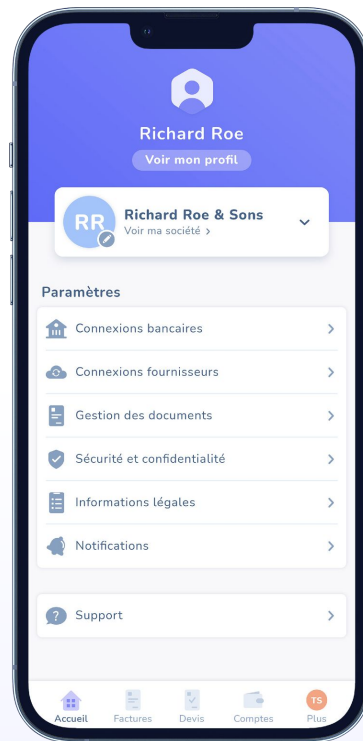 Richard Roe
Voir mon profil
RR
Richard Roe & Sons
Voir ma société >
Paramètres
Connexions bancaires
Connexions fournisseurs
Gestion des documents
Sécurité et confidentialité
Informations légales
Notifications
? Support
TS
Accueil Factures Devis Comptes Plus